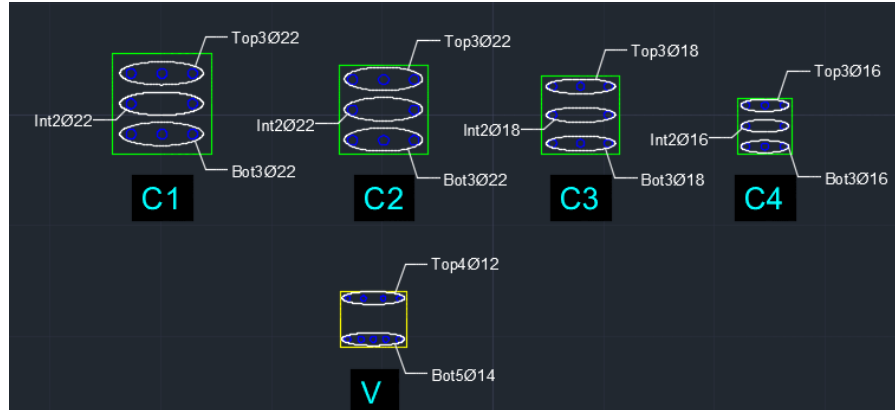 Top3Ø22
Int2Ø22
Bot3Ø22
C1
Top3Ø22
Int2Ø22
Bot3Ø22
C2
Top3Ø18
Int2Ø18
Bot3Ø18
C3
Top3Ø16
Int2Ø16
Bot3Ø16
C4
Top4Ø12
Bot5Ø14
V